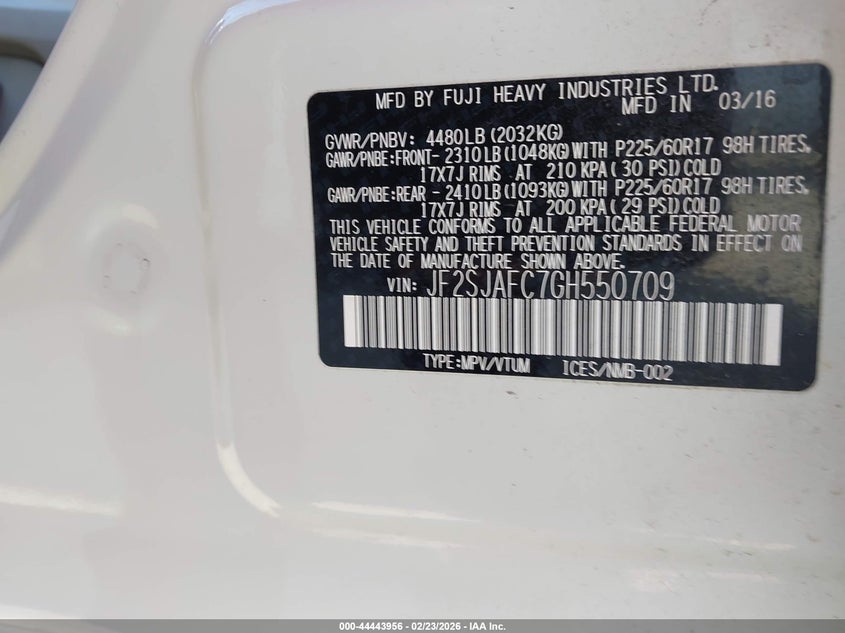 MFD BY FUJI HEAVY INDUSTRIES LTD.
MFD IN 03/16
GVWR/PNBV: 4480LB (2032KG)
GAWR/PNBE:FRONT- 2310LB (1048KG) WITH P225/60R17 98H TIRES,
17X7J RIMS AT 210 KPA ( 30 PSI) COLD
GAWR/PNBE:REAR - 2410LB (1093KG) WITH P225/60R17 98H TIRES,
17X7J RIMS AT 200 KPA ( 29 PSI) COLD
THIS VEHICLE CONFORMS TO ALL APPLICABLE FEDERAL MOTOR
VEHICLE SAFETY AND THEFT PREVENTION STANDARDS IN EFFECT ON
THE DATE OF MANUFACTURE SHOWN ABOVE.
VIN: JF2SJAFC7GH550709
TYPE:MPV/VTUM ICES/NMB-002
000-44443956 | 02/23/2026 - IAA Inc.